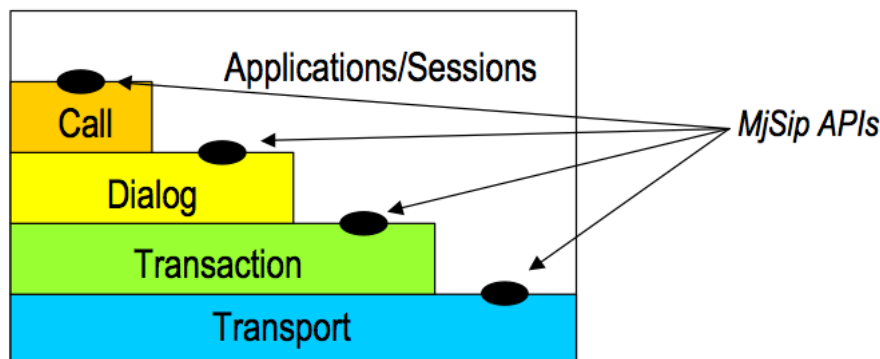 Applications/Sessions
Call
MjSip APIs
Dialog
Transaction
Transport